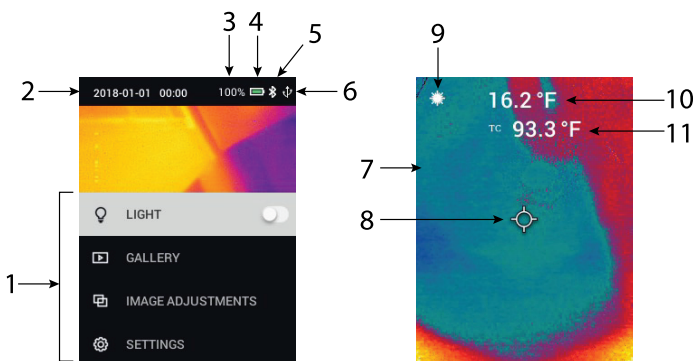 3 4 5
2 2018-01-01 00:00 100% 6
1 LIGHT
GALLERY
IMAGE ADJUSTMENTS
SETTINGS
9
16.2 °F 10
TC 93.3 °F 11
7
8